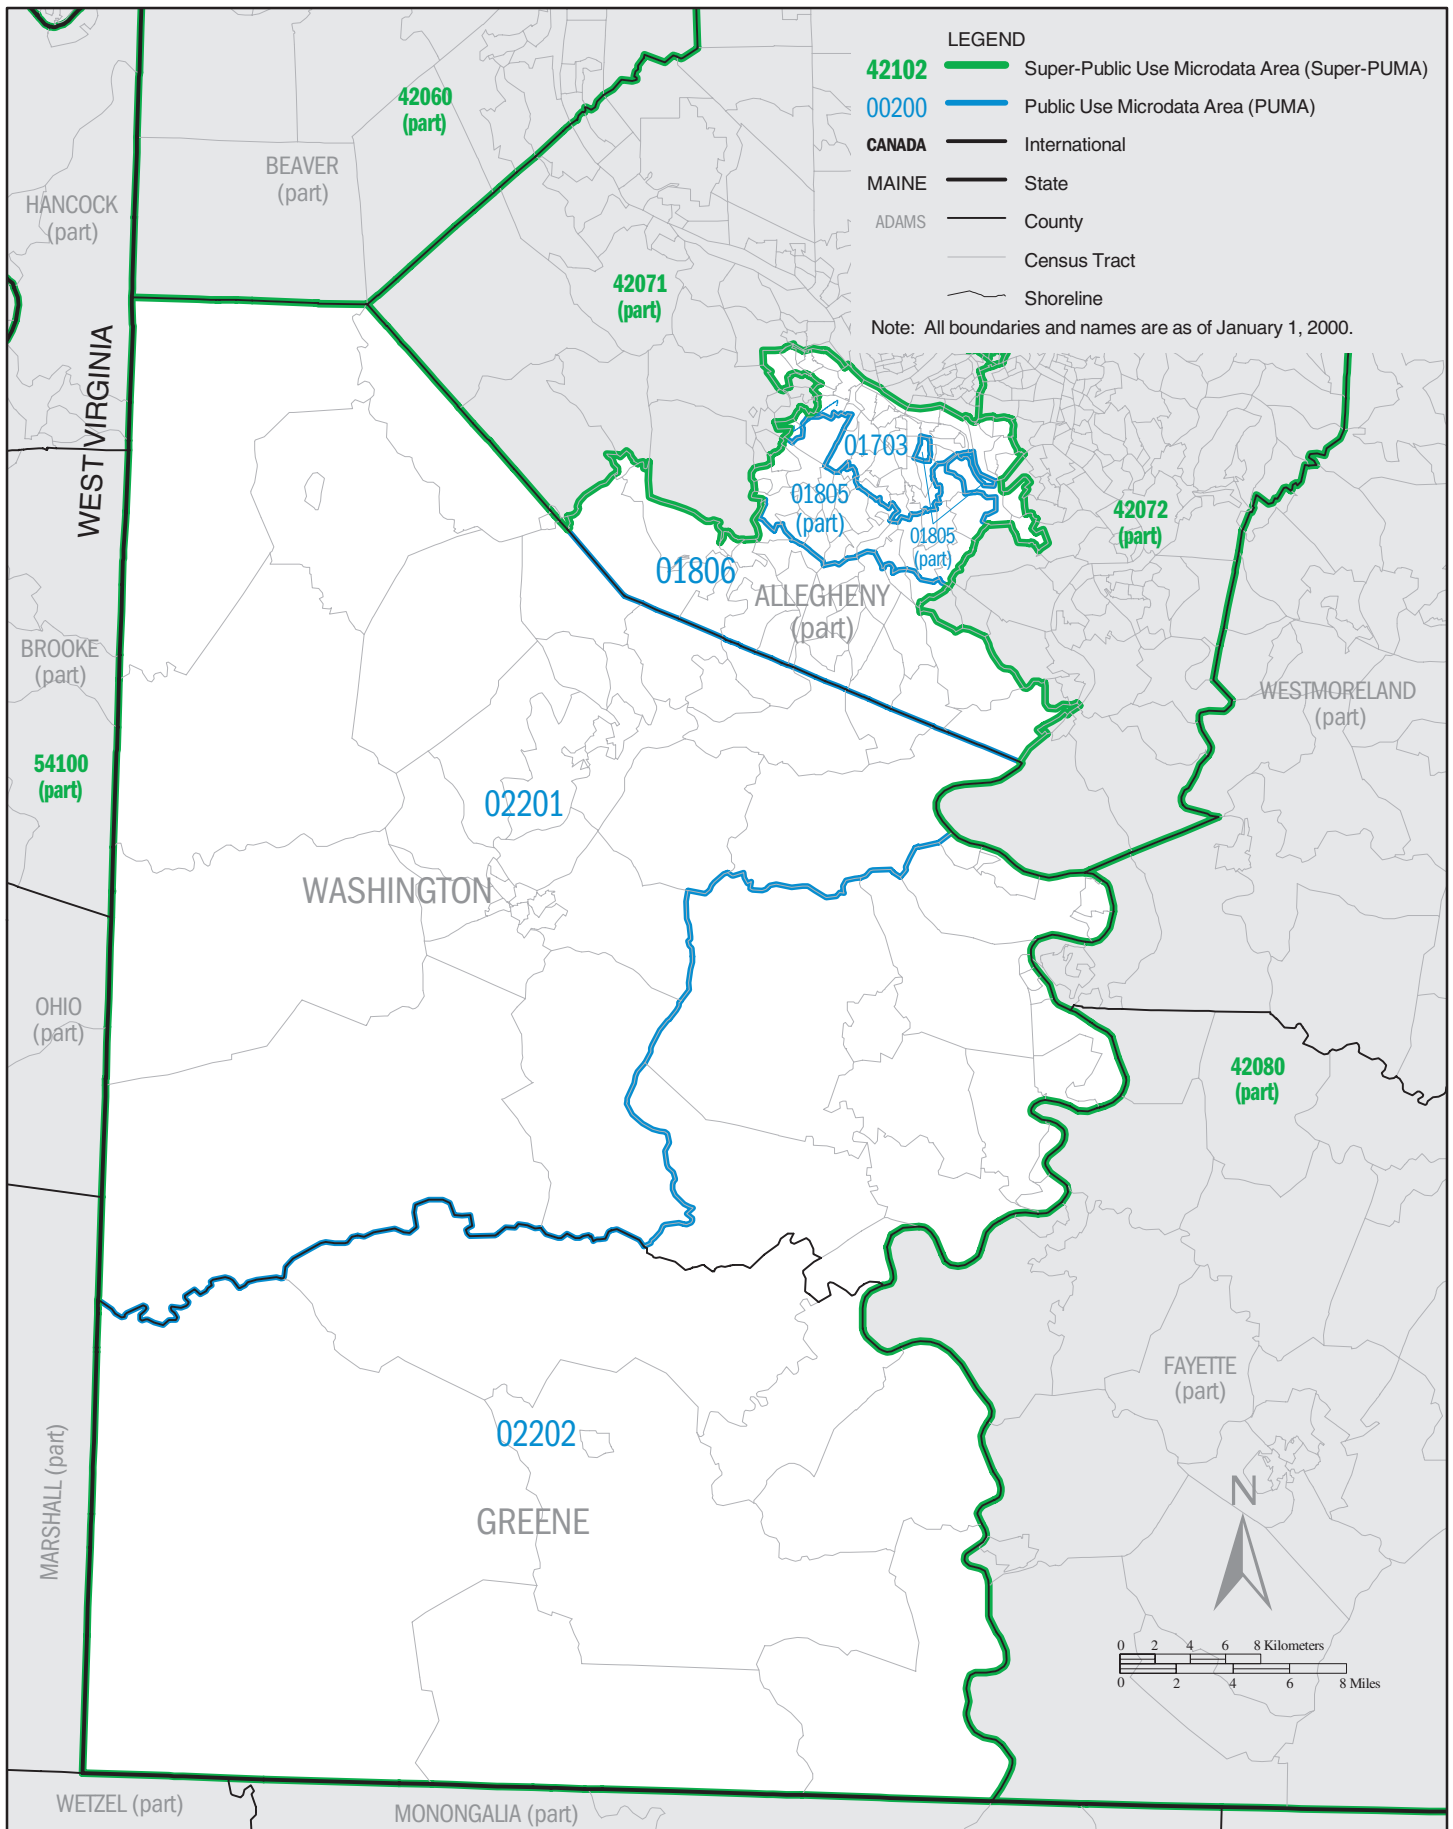 LEGEND
42102 Super-Public Use Microdata Area (Super-PUMA)
00200 Public Use Microdata Area (PUMA)
CANADA International
MAINE State
ADAMS County
Census Tract
Shoreline
Note: All boundaries and names are as of January 1, 2000.
42060
(part)
BEAVER
(part)
HANCOCK
(part)
42071
(part)
WEST VIRGINIA
01703
01805
(part)
01805
(part)
42072
(part)
01806
ALLEGHENY
(part)
BROOKE
(part)
WESTMORELAND
(part)
54100
(part)
02201
WASHINGTON
OHIO
(part)
42080
(part)
FAYETTE
(part)
02202
MARSHALL (part)
GREENE
N
0 2 4 6 8 Kilometers
0 2 4 6 8 Miles
WETZEL (part)
MONONGALIA (part)